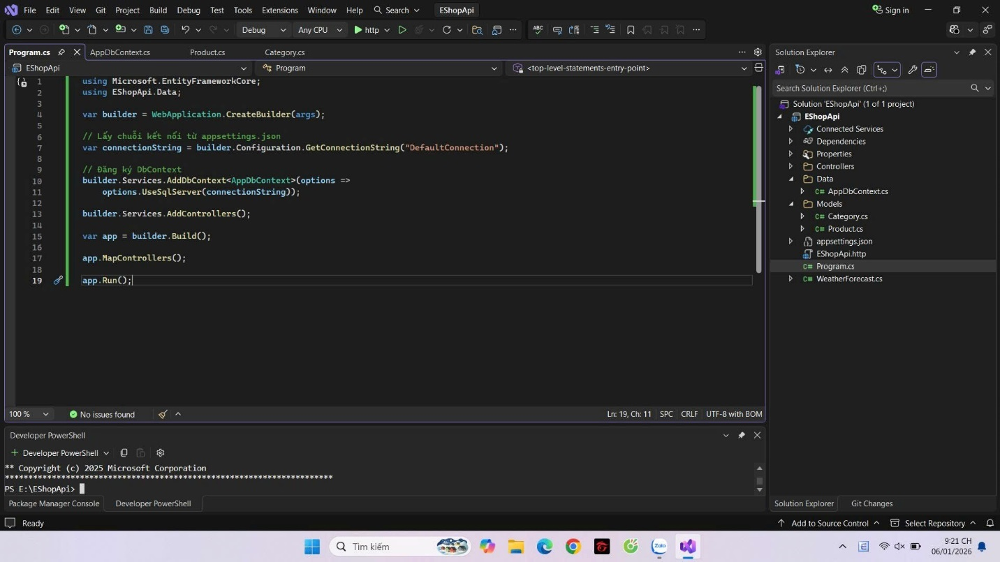 File Edit View Git Project Build Debug Test Tools Extensions Window Help Search EShopApi Sign in
Debug Any CPU http
Program.cs AppDbContext.cs Product.cs Category.cs
EShopApi Program <top-level-statements-entry-point>
1 using Microsoft.EntityFrameworkCore;
2 using EShopApi.Data;
3
4 var builder = WebApplication.CreateBuilder(args);
5
6 // Lấy chuỗi kết nối từ appsettings.json
7 var connectionString = builder.Configuration.GetConnectionString("DefaultConnection");
8
9 // Đăng ký DbContext
10 builder.Services.AddDbContext<AppDbContext>(options =>
11 options.UseSqlServer(connectionString));
12
13 builder.Services.AddControllers();
14
15 var app = builder.Build();
16
17 app.MapControllers();
18
19 app.Run();
100 % No issues found Ln: 19, Ch: 11 SPC CRLF UTF-8 with BOM
Developer PowerShell
+ Developer PowerShell
** Copyright (c) 2025 Microsoft Corporation
**********************************************************************
PS E:\EShopApi>
Package Manager Console Developer PowerShell
Solution Explorer
Search Solution Explorer (Ctrl+;)
Solution 'EShopApi' (1 of 1 project)
EShopApi
Connected Services
Dependencies
Properties
Controllers
Data
C# AppDbContext.cs
Models
C# Category.cs
C# Product.cs
appsettings.json
EShopApi.http
C# Program.cs
C# WeatherForecast.cs
Solution Explorer Git Changes
Ready Add to Source Control Select Repository
Tìm kiếm Zalo 9:21 CH
06/01/2026